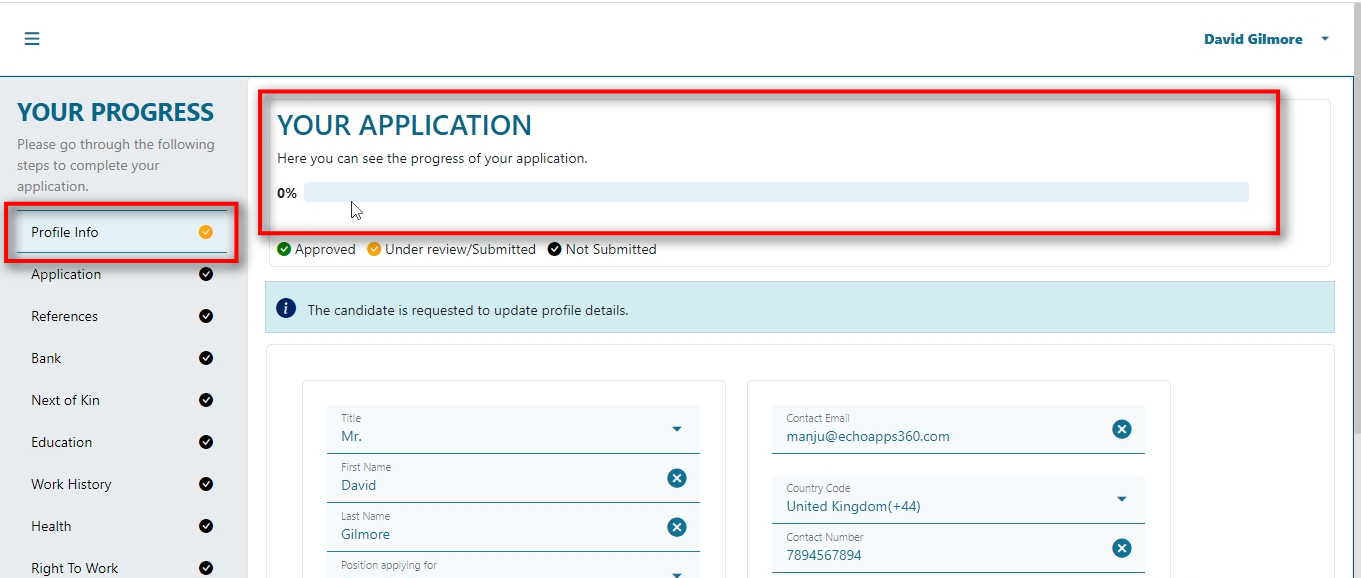 David Gilmore
YOUR PROGRESS
Please go through the following
steps to complete your
application.
Profile Info
Application
References
Bank
Next of Kin
Education
Work History
Health
Right To Work
YOUR APPLICATION
Here you can see the progress of your application.
0%
Approved Under review/Submitted Not Submitted
The candidate is requested to update profile details.
Title
Mr.
First Name
David
Last Name
Gilmore
Position applying for
Contact Email
manju@echoapps360.com
Country Code
United Kingdom(+44)
Contact Number
7894567894